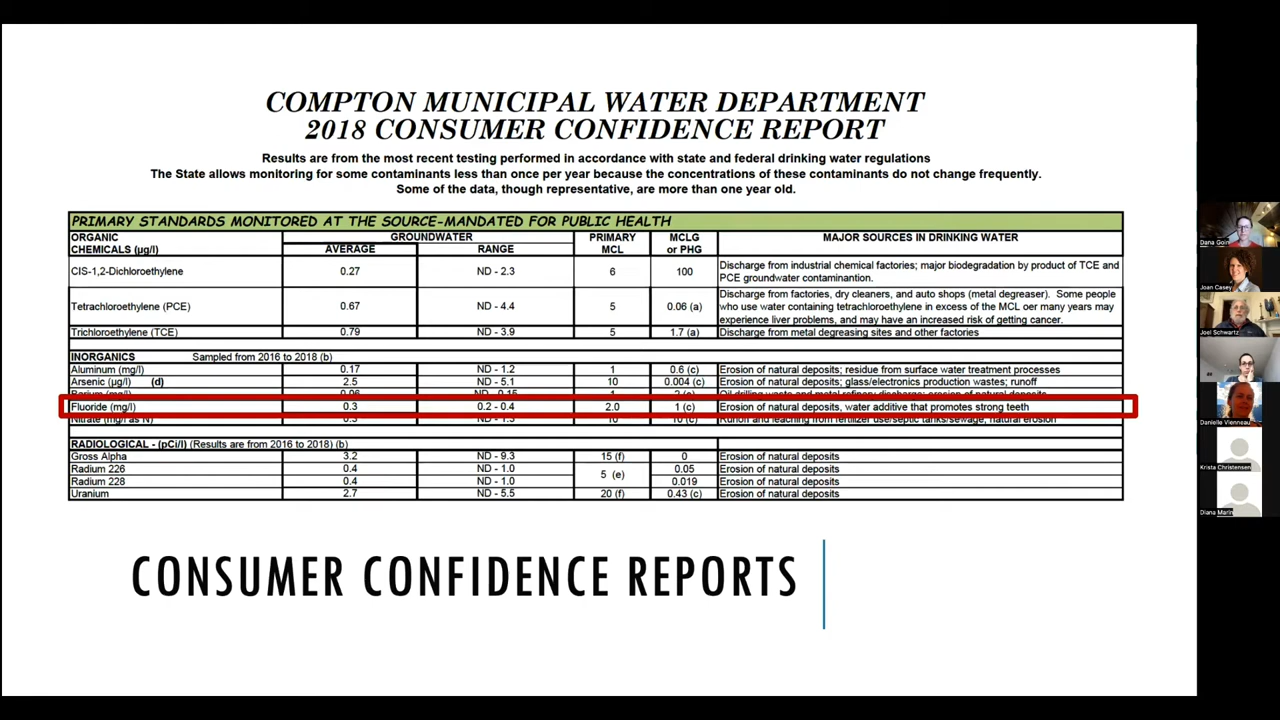 COMPTON MUNICIPAL WATER DEPARTMENT
2018 CONSUMER CONFIDENCE REPORT
Results are from the most recent testing performed in accordance with state and federal drinking water regulations
The State allows monitoring for some contaminants less than once per year because the concentrations of these contaminants do not change frequently.
Some of the data, though representative, are more than one year old.
PRIMARY STANDARDS MONITORED AT THE SOURCE-MANDATED FOR PUBLIC HEALTH
ORGANIC GROUNDWATER PRIMARY MCLG MAJOR SOURCES IN DRINKING WATER
CHEMICALS (µg/l) AVERAGE RANGE MCL or PHG
CIS-1,2-Dichloroethylene 0.27 ND - 2.3 6 100 Discharge from industrial chemical factories; major biodegradation by product of TCE and
PCE groundwater contaminantion.
Tetrachloroethylene (PCE) 0.67 ND - 4.4 5 0.06 (a) Discharge from factories, dry cleaners, and auto shops (metal degreaser). Some people
who use water containing tetrachloroethylene in excess of the MCL oer many years may
experience liver problems, and may have an increased risk of getting cancer.
Trichloroethylene (TCE) 0.79 ND - 3.9 5 1.7 (a) Discharge from metal degreasing sites and other factories
INORGANICS Sampled from 2016 to 2018 (b)
Aluminum (mg/l) 0.17 ND - 1.2 1 0.6 (c) Erosion of natural deposits; residue from surface water treatment processes
Arsenic (µg/l) (d) 2.5 ND - 5.1 10 0.004 (c) Erosion of natural deposits; glass/electronics production wastes; runoff
Barium (mg/l) 0.06 ND - 0.15 1 2 (c) Oil drilling waste and metal refinery discharge; erosion of natural deposits
Fluoride (mg/l) 0.3 0.2 - 0.4 2.0 1 (c) Erosion of natural deposits, water additive that promotes strong teeth
Nitrate (mg/l as N) 0.3 ND - 1.3 10 10 (c) Runoff and leaching from fertilizer use/septic tanks/sewage; natural erosion
RADIOLOGICAL - (pCi/l) (Results are from 2016 to 2018) (b)
Gross Alpha 3.2 ND - 9.3 15 (f) 0 Erosion of natural deposits
Radium 226 0.4 ND - 1.0 5 (e) 0.05 Erosion of natural deposits
Radium 228 0.4 ND - 1.0 0.019 Erosion of natural deposits
Uranium 2.7 ND - 5.5 20 (f) 0.43 (c) Erosion of natural deposits
CONSUMER CONFIDENCE REPORTS
Dana Goin
Joan Casey
Joel Schwartz
Danielle Vienneau
Krista Christensen
Diana Marin